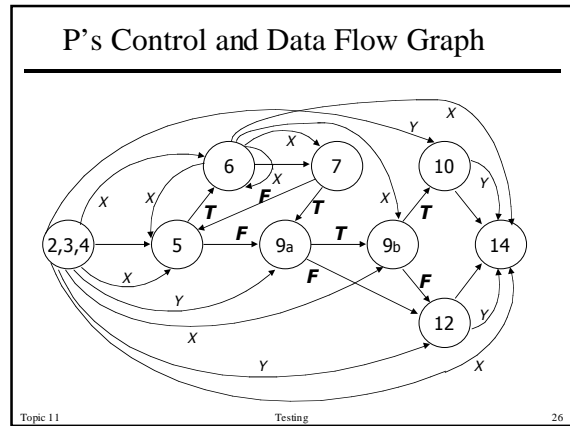 P's Control and Data Flow Graph
X
Y
X
6
7
10
X
X
Y
X
X
F
T
T
T
2,3,4
5
F
9a
T
9b
14
X
Y
F
F
X
12
Y
Y
X
Topic 11
Testing
26